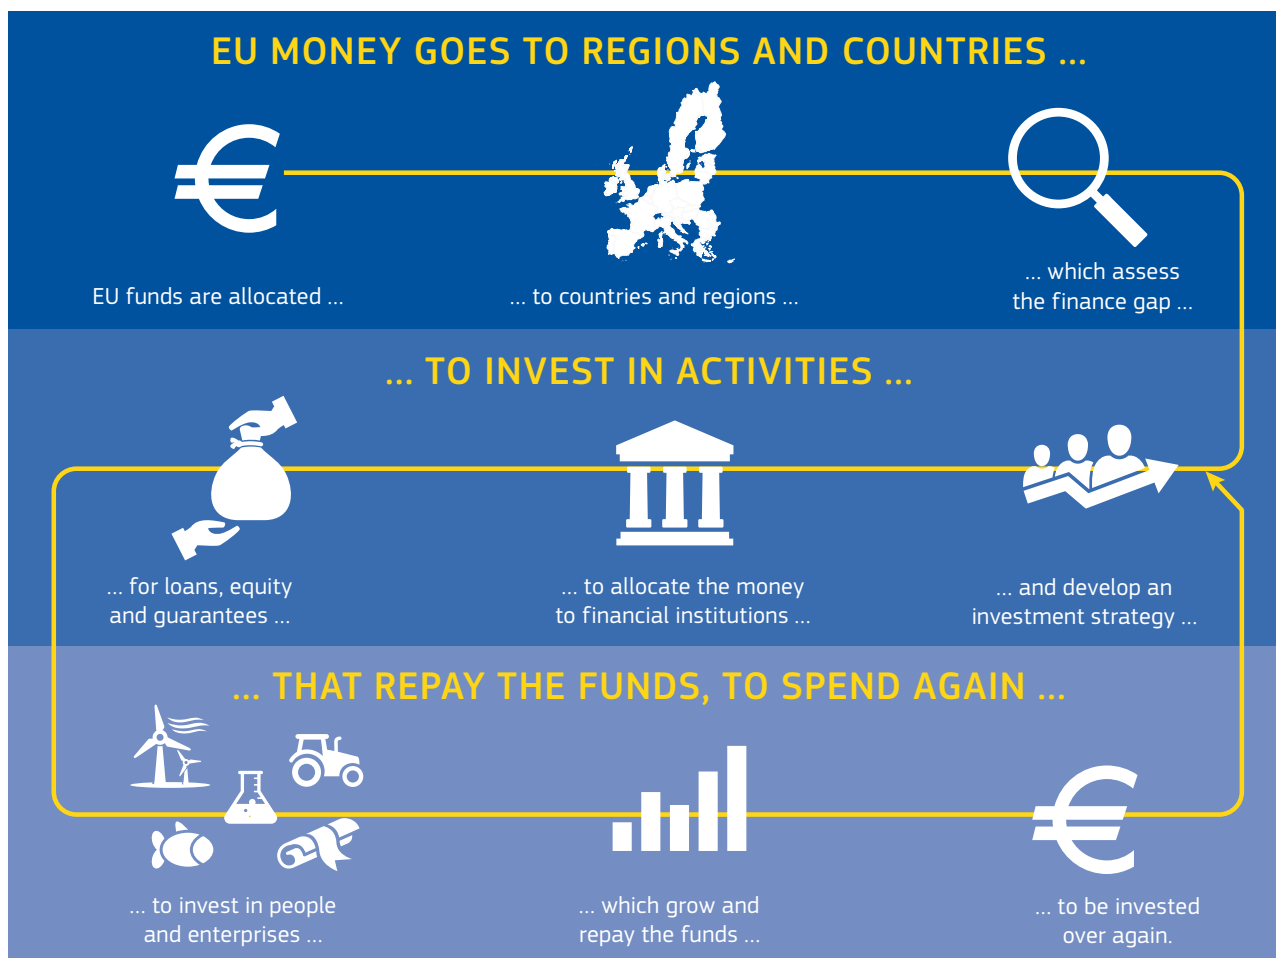 EU MONEY GOES TO REGIONS AND COUNTRIES ...
EU funds are allocated ...
... to countries and regions ...
... which assess
the finance gap ...
... TO INVEST IN ACTIVITIES ...
... and develop an
investment strategy ...
... to allocate the money
to financial institutions ...
... for loans, equity
and guarantees ...
... THAT REPAY THE FUNDS, TO SPEND AGAIN ...
... to invest in people
and enterprises ...
... which grow and
repay the funds ...
... to be invested
over again.